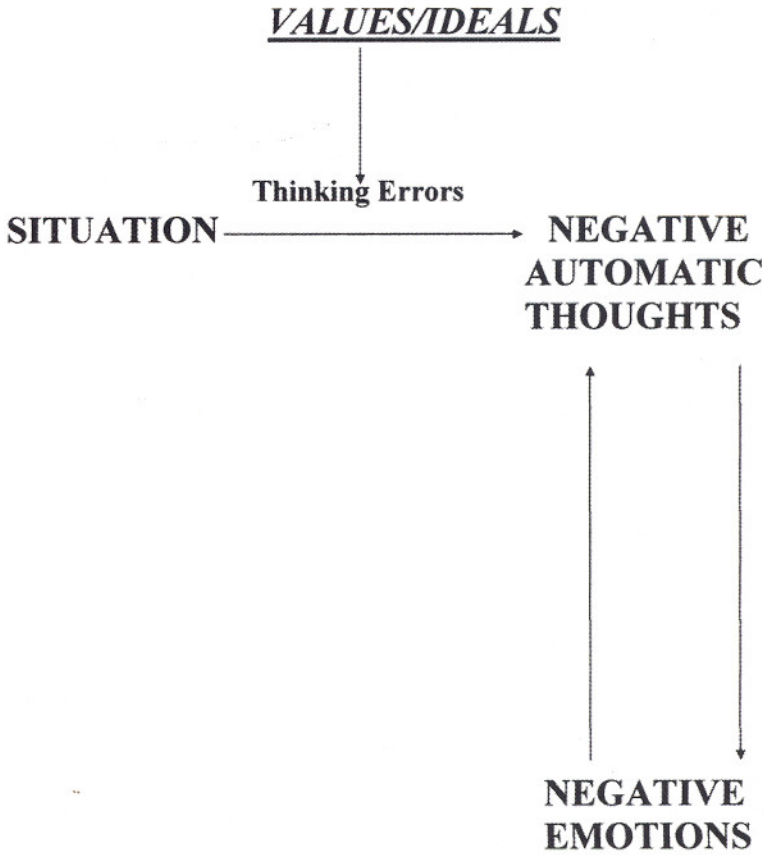 VALUES/IDEALS
Thinking Errors
SITUATION
NEGATIVE
AUTOMATIC
THOUGHTS
NEGATIVE
EMOTIONS